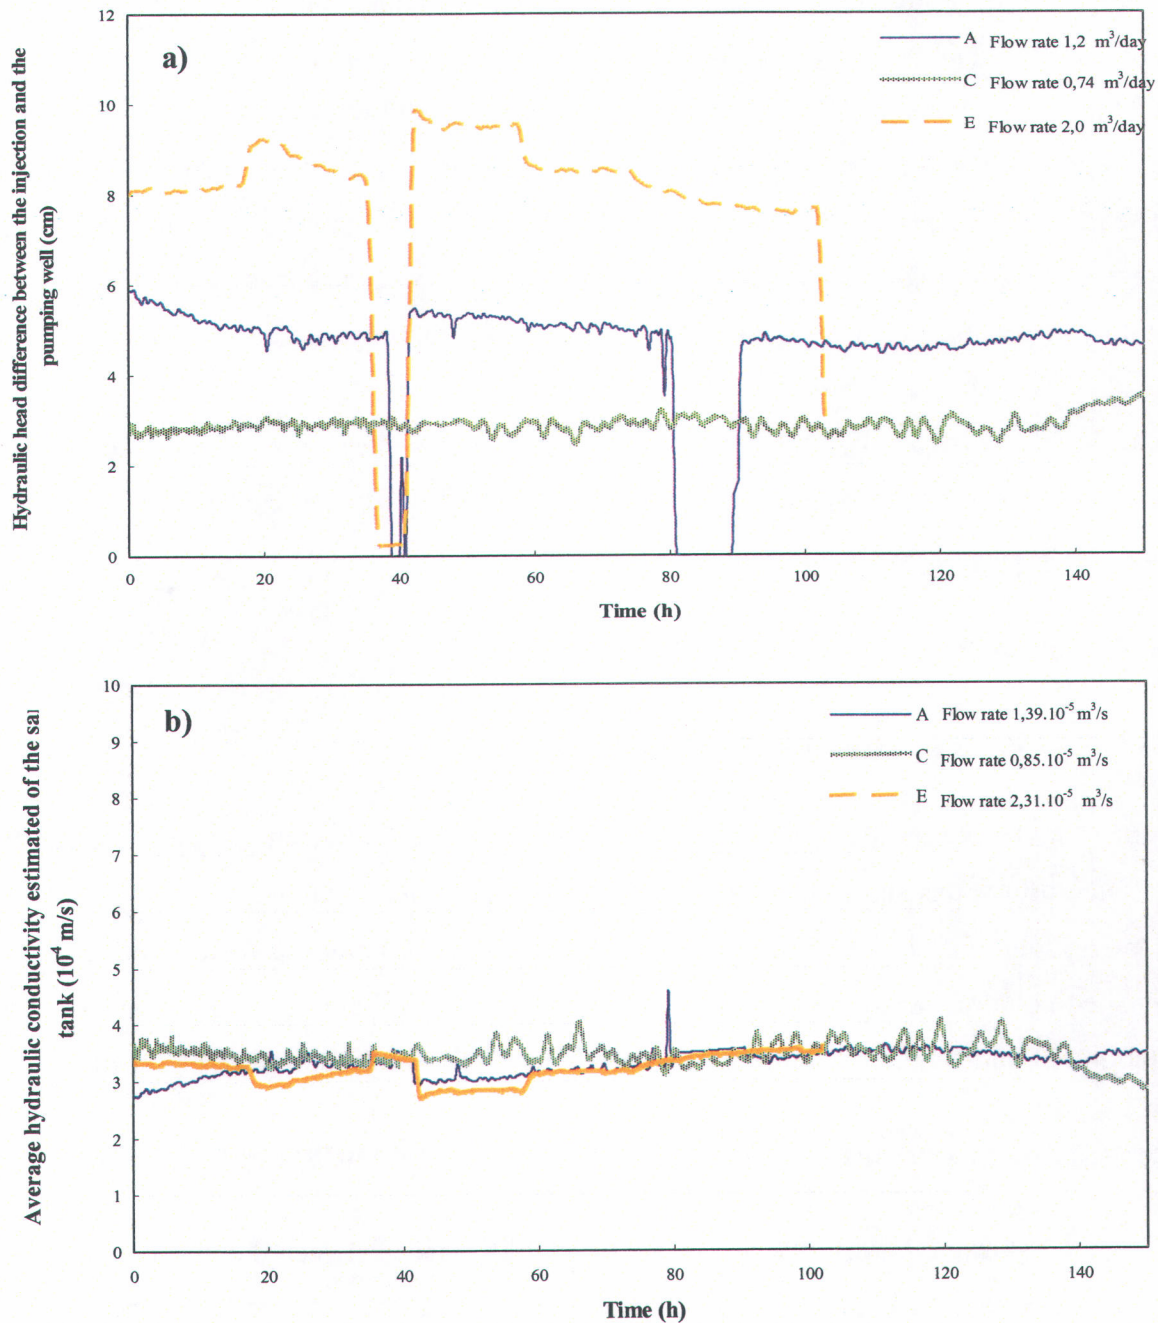 12
10
8
6
4
2
0
Hydraulic head difference between the injection and the
pumping well (cm)
a)
A Flow rate 1,2 m³/day
C Flow rate 0,74 m³/day
E Flow rate 2,0 m³/day
0 20 40 60 80 100 120 140
Time (h)
10
9
8
7
6
5
4
3
2
1
0
Average hydraulic conductivity estimated of the sa
tank (10⁻⁴ m/s)
b)
A Flow rate 1,39.10⁻⁵ m³/s
C Flow rate 0,85.10⁻⁵ m³/s
E Flow rate 2,31.10⁻⁵ m³/s
0 20 40 60 80 100 120 140
Time (h)